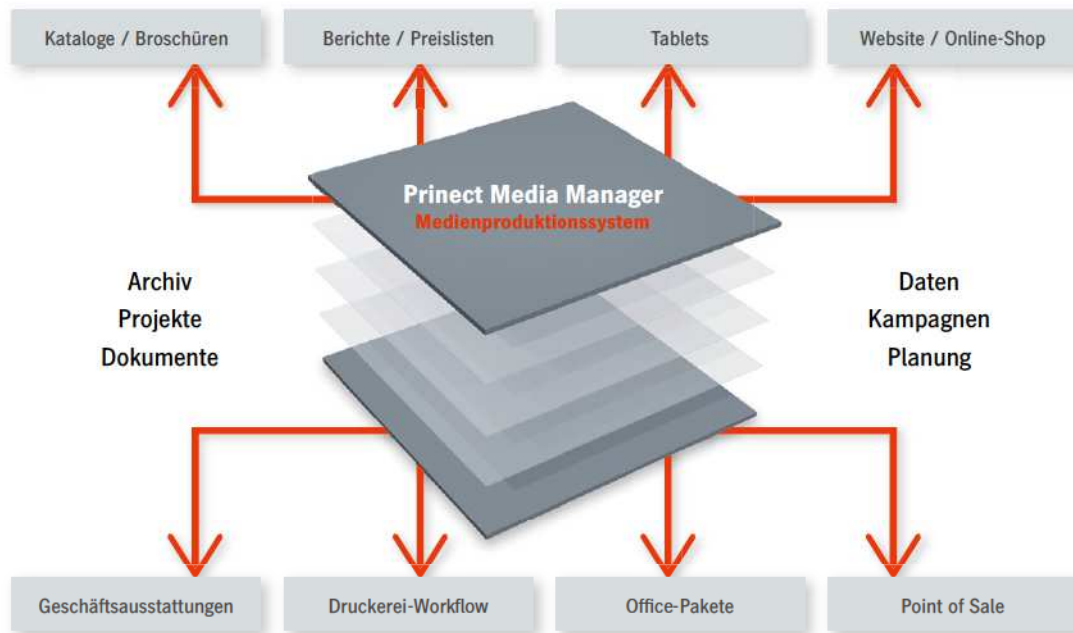 Kataloge / Broschüren
Berichte / Preislisten
Tablets
Website / Online-Shop
Prinect Media Manager
Medienproduktionssystem
Archiv
Projekte
Dokumente
Daten
Kampagnen
Planung
Geschäftsausstattungen
Druckerei-Workflow
Office-Pakete
Point of Sale